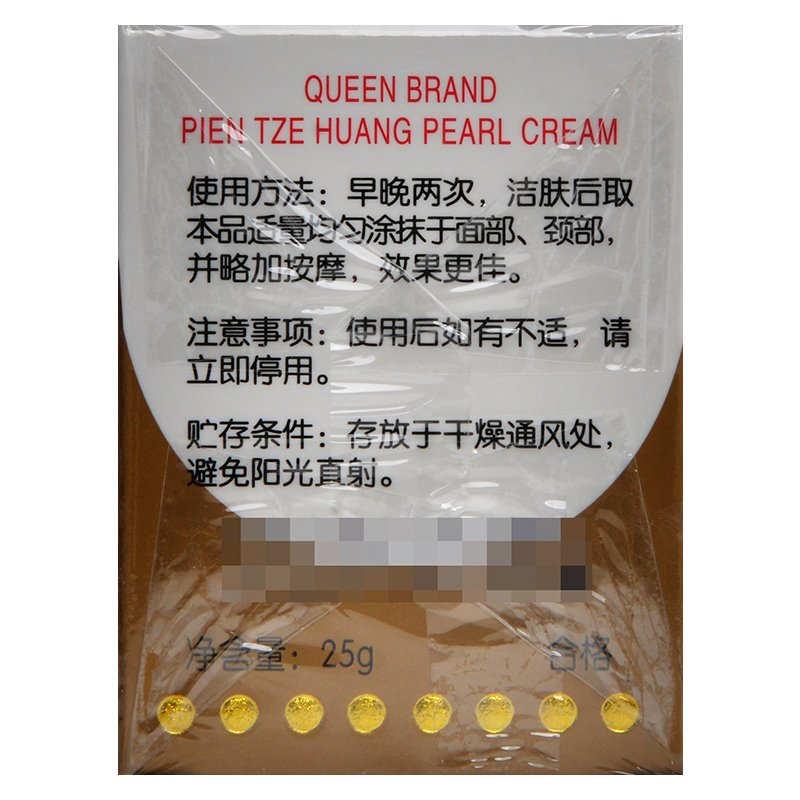 QUEEN BRAND
PIEN TZE HUANG PEARL CREAM
使用方法：早晚两次，洁肤后取
本品适量均匀涂抹于面部、颈部，
并略加按摩，效果更佳。
注意事项：使用后如有不适，请
立即停用。
贮存条件：存放于干燥通风处，
避免阳光直射。
净含量：25g 合格